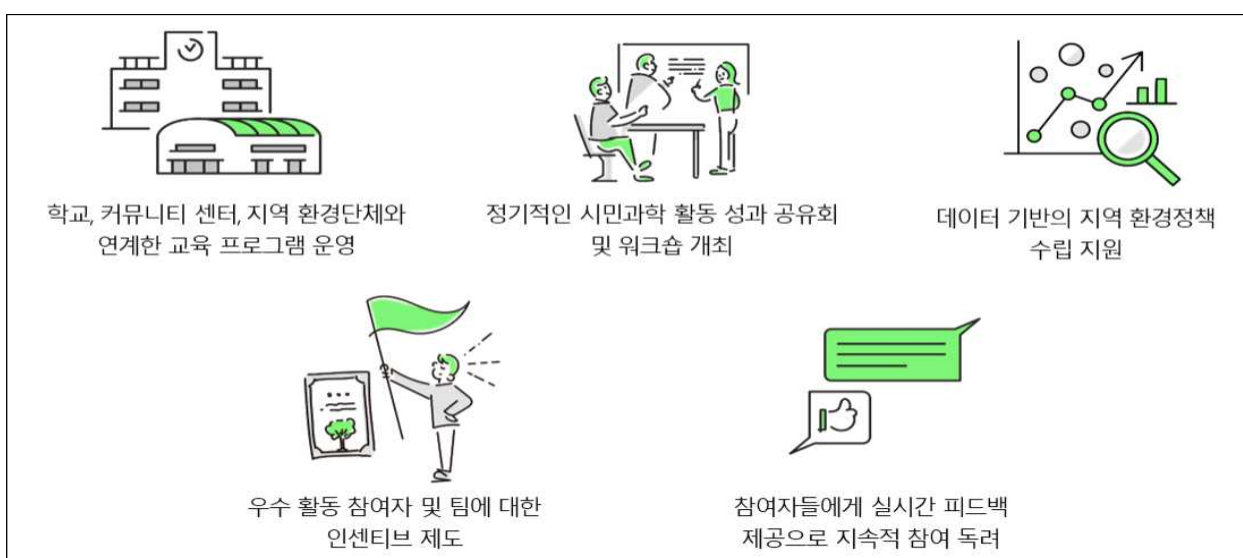 학교, 커뮤니티 센터, 지역 환경단체와
연계한 교육 프로그램 운영
정기적인 시민과학 활동 성과 공유회
및 워크숍 개최
데이터 기반의 지역 환경정책
수립 지원
우수 활동 참여자 및 팀에 대한
인센티브 제도
참여자들에게 실시간 피드백
제공으로 지속적 참여 독려